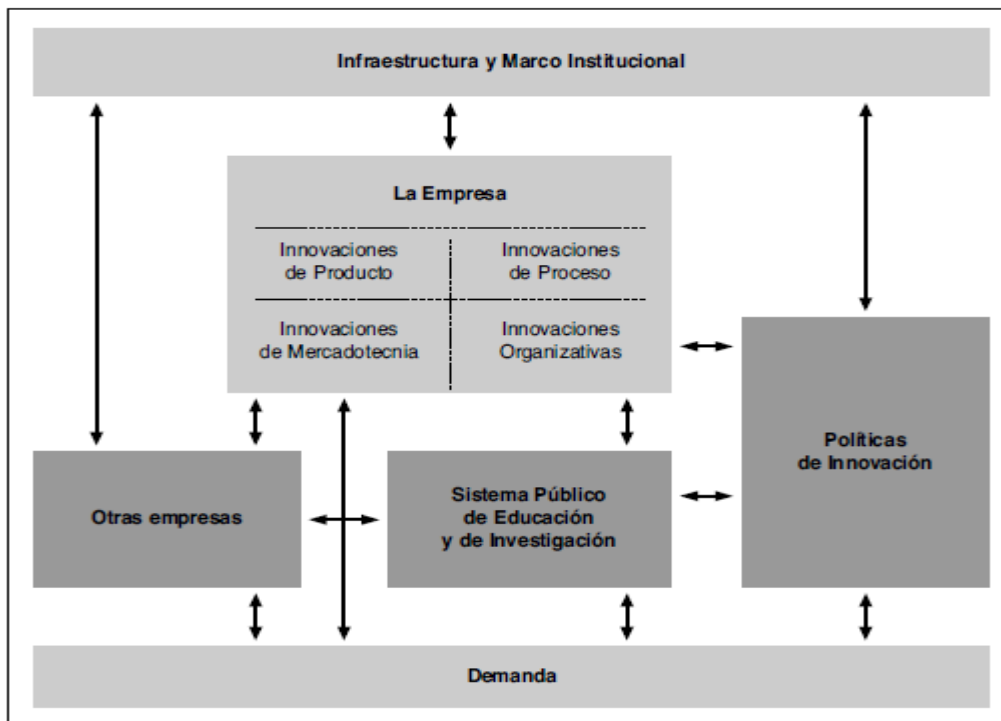 Infraestructura y Marco Institucional
La Empresa
Innovaciones
de Producto
Innovaciones
de Proceso
Innovaciones
de Mercadotecnia
Innovaciones
Organizativas
Políticas
de Innovación
Otras empresas
Sistema Público
de Educación
y de Investigación
Demanda